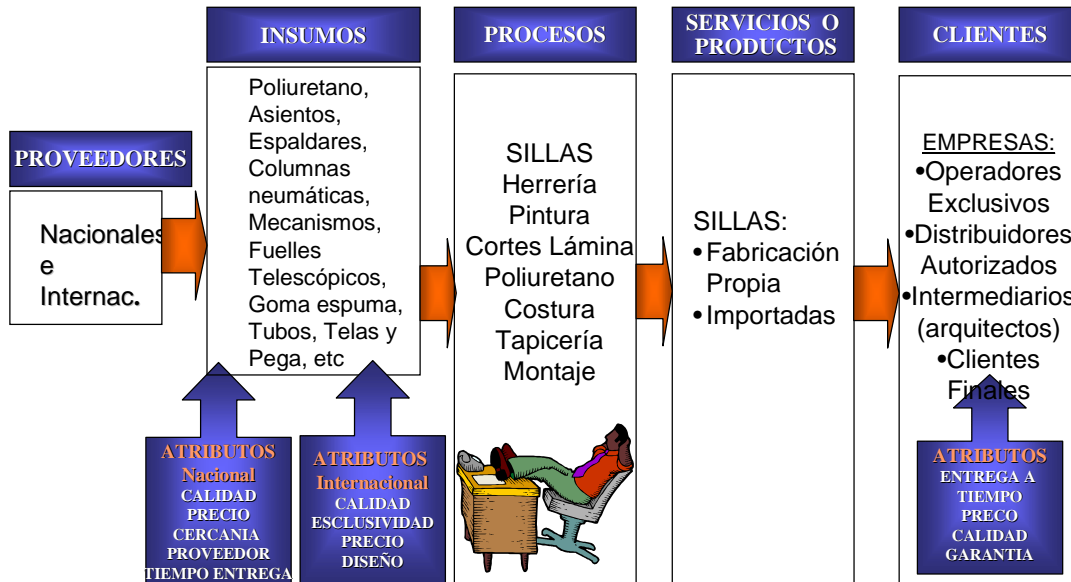 PROVEEDORES
Nacionales
e
Internac.
INSUMOS
Poliuretano,
Asientos,
Espaldares,
Columnas
neumáticas,
Mecanismos,
Fuelles
Telescópicos,
Goma espuma,
Tubos, Telas y
Pega, etc
PROCESOS
SILLAS
Herrería
Pintura
Cortes Lámina
Poliuretano
Costura
Tapicería
Montaje
SERVICIOS O
PRODUCTOS
SILLAS:
•Fabricación
Propia
•Importadas
CLIENTES
EMPRESAS:
•Operadores
Exclusivos
•Distribuidores
Autorizados
•Intermediarios
(arquitectos)
•Clientes
Finales
ATRIBUTOS
Nacional
CALIDAD
PRECIO
CERCANIA
PROVEEDOR
TIEMPO ENTREGA
ATRIBUTOS
Internacional
CALIDAD
ESCLUSIVIDAD
PRECIO
DISEÑO
ATRIBUTOS
ENTREGA A
TIEMPO
PRECO
CALIDAD
GARANTIA